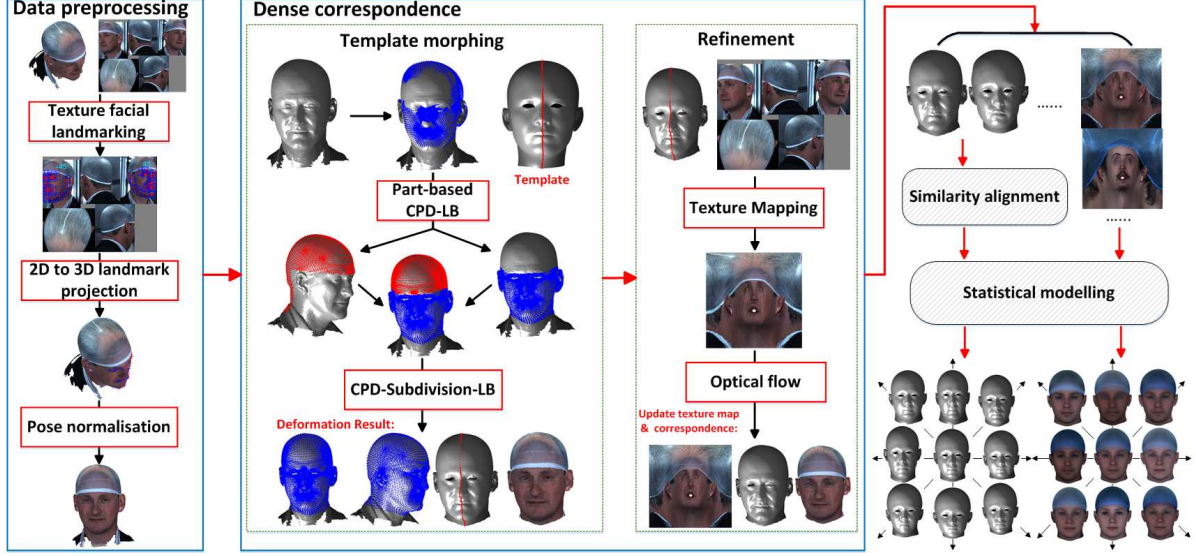 Data preprocessing
Texture facial
landmarking
2D to 3D landmark
projection
Pose normalisation
Dense correspondence
Template morphing
Template
Part-based
CPD-LB
CPD-Subdivision-LB
Deformation Result:
Refinement
Texture Mapping
Optical flow
Update texture map
& correspondence:
......
Similarity alignment
......
Statistical modelling